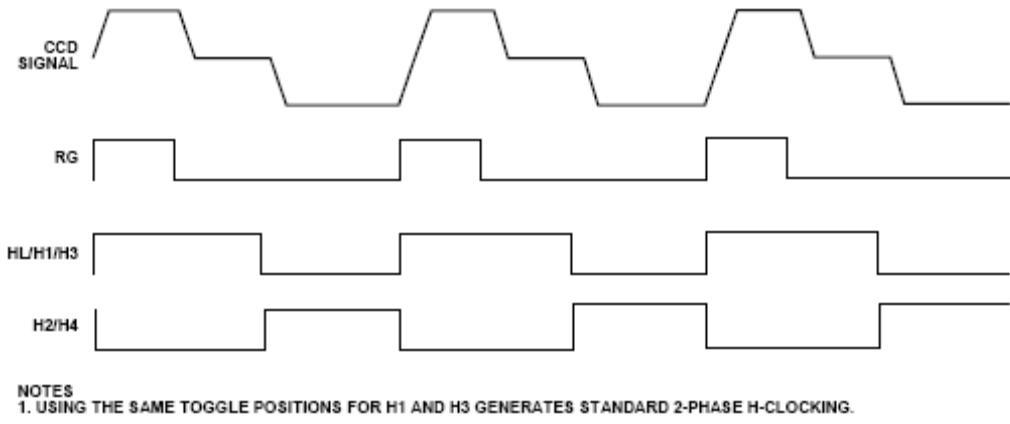 CCD
SIGNAL
RG
HL/H1/H3
H2/H4
NOTES
1. USING THE SAME TOGGLE POSITIONS FOR H1 AND H3 GENERATES STANDARD 2-PHASE H-CLOCKING.